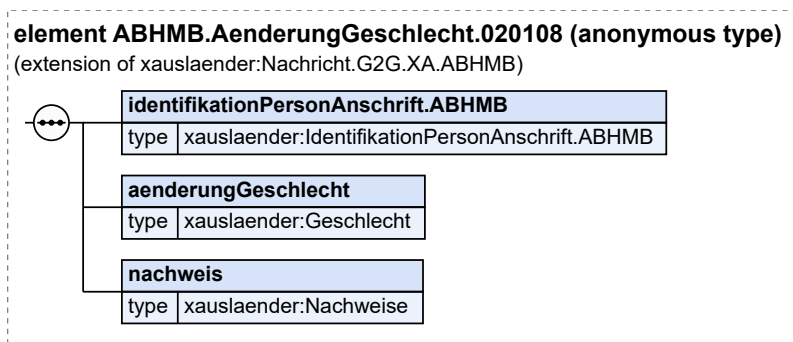 element ABHMB.AenderungGeschlecht.020108 (anonymous type)
(extension of xauslaender:Nachricht.G2G.XA.ABHMB)
identifikationPersonAnschrift.ABHMB
type xauslaender:IdentifikationPersonAnschrift.ABHMB
aenderungGeschlecht
type xauslaender:Geschlecht
nachweis
type xauslaender:Nachweise